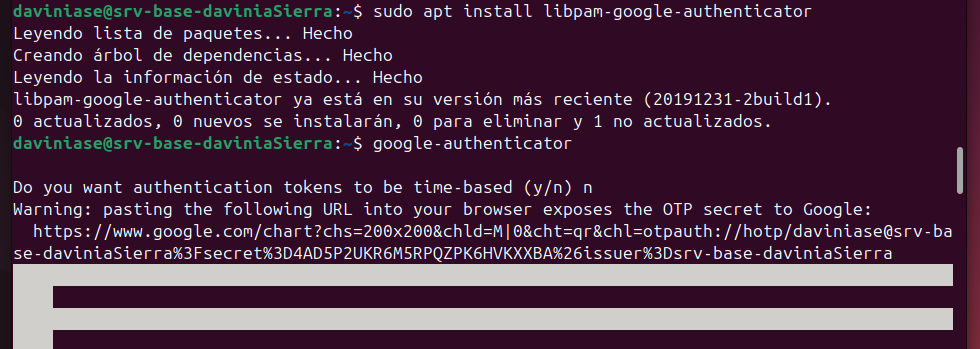 daviniase@srv-base-daviniaSierra:~$ sudo apt install libpam-google-authenticator
Leyendo lista de paquetes... Hecho
Creando árbol de dependencias... Hecho
Leyendo la información de estado... Hecho
libpam-google-authenticator ya está en su versión más reciente (20191231-2build1).
0 actualizados, 0 nuevos se instalarán, 0 para eliminar y 1 no actualizados.
daviniase@srv-base-daviniaSierra:~$ google-authenticator
Do you want authentication tokens to be time-based (y/n) n
Warning: pasting the following URL into your browser exposes the OTP secret to Google:
https://www.google.com/chart?chs=200x200&chld=M|0&cht=qr&chl=otpauth://hotp/daviniase@srv-ba
se-daviniaSierra%3Fsecret%3D4AD5P2UKR6M5RPQZPK6HVKXXBA%26issuer%3Dsrv-base-daviniaSierra